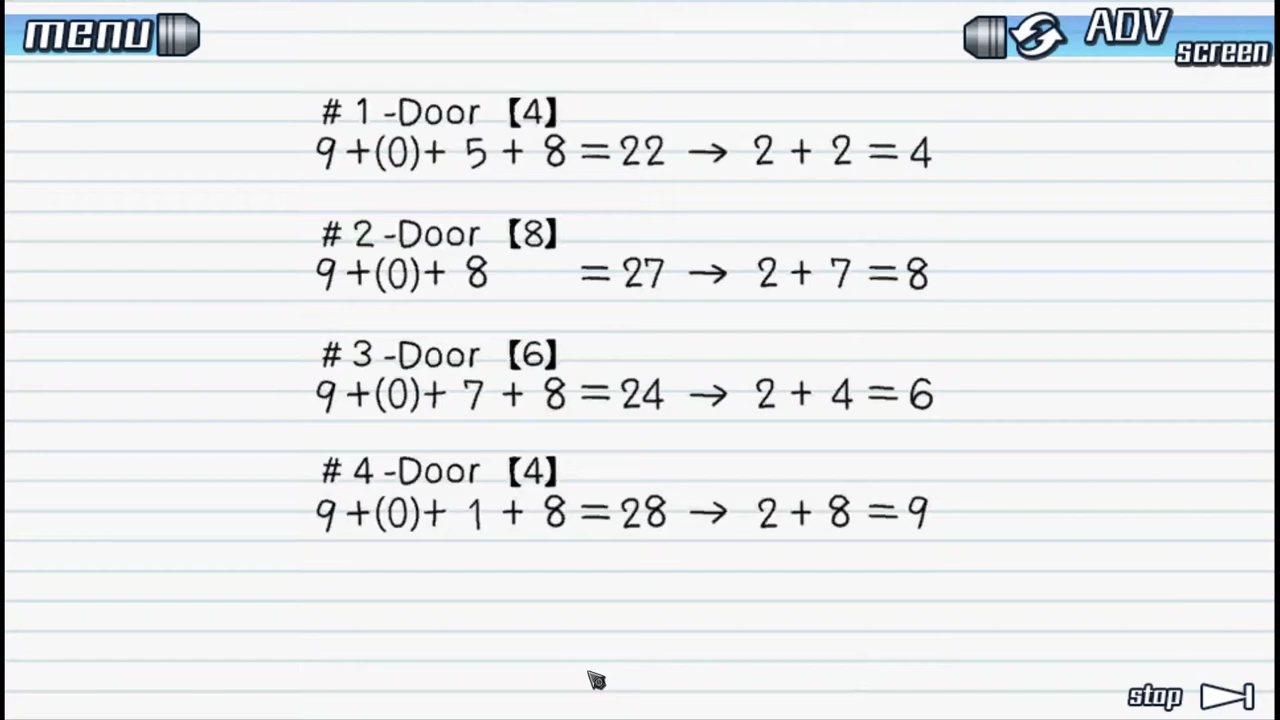 menu
ADV
screen
# 1 -Door 【4】
9 +(0)+ 5 + 8 = 22 → 2 + 2 = 4
# 2 -Door 【8】
9 +(0)+ 8 = 27 → 2 + 7 = 8
# 3 -Door 【6】
9 +(0)+ 7 + 8 = 24 → 2 + 4 = 6
# 4 -Door 【4】
9 +(0)+ 1 + 8 = 28 → 2 + 8 = 9
stop